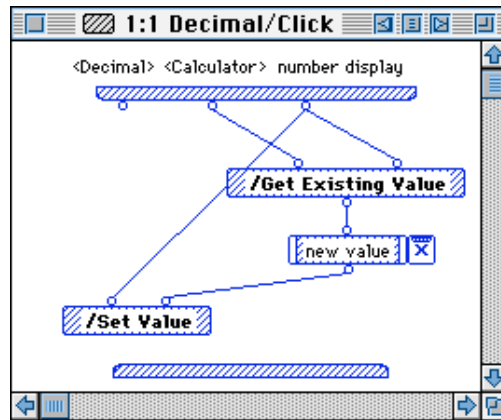 1:1 Decimal/Click
<Decimal> <Calculator> number display
/Get Existing Value
new value
/Set Value